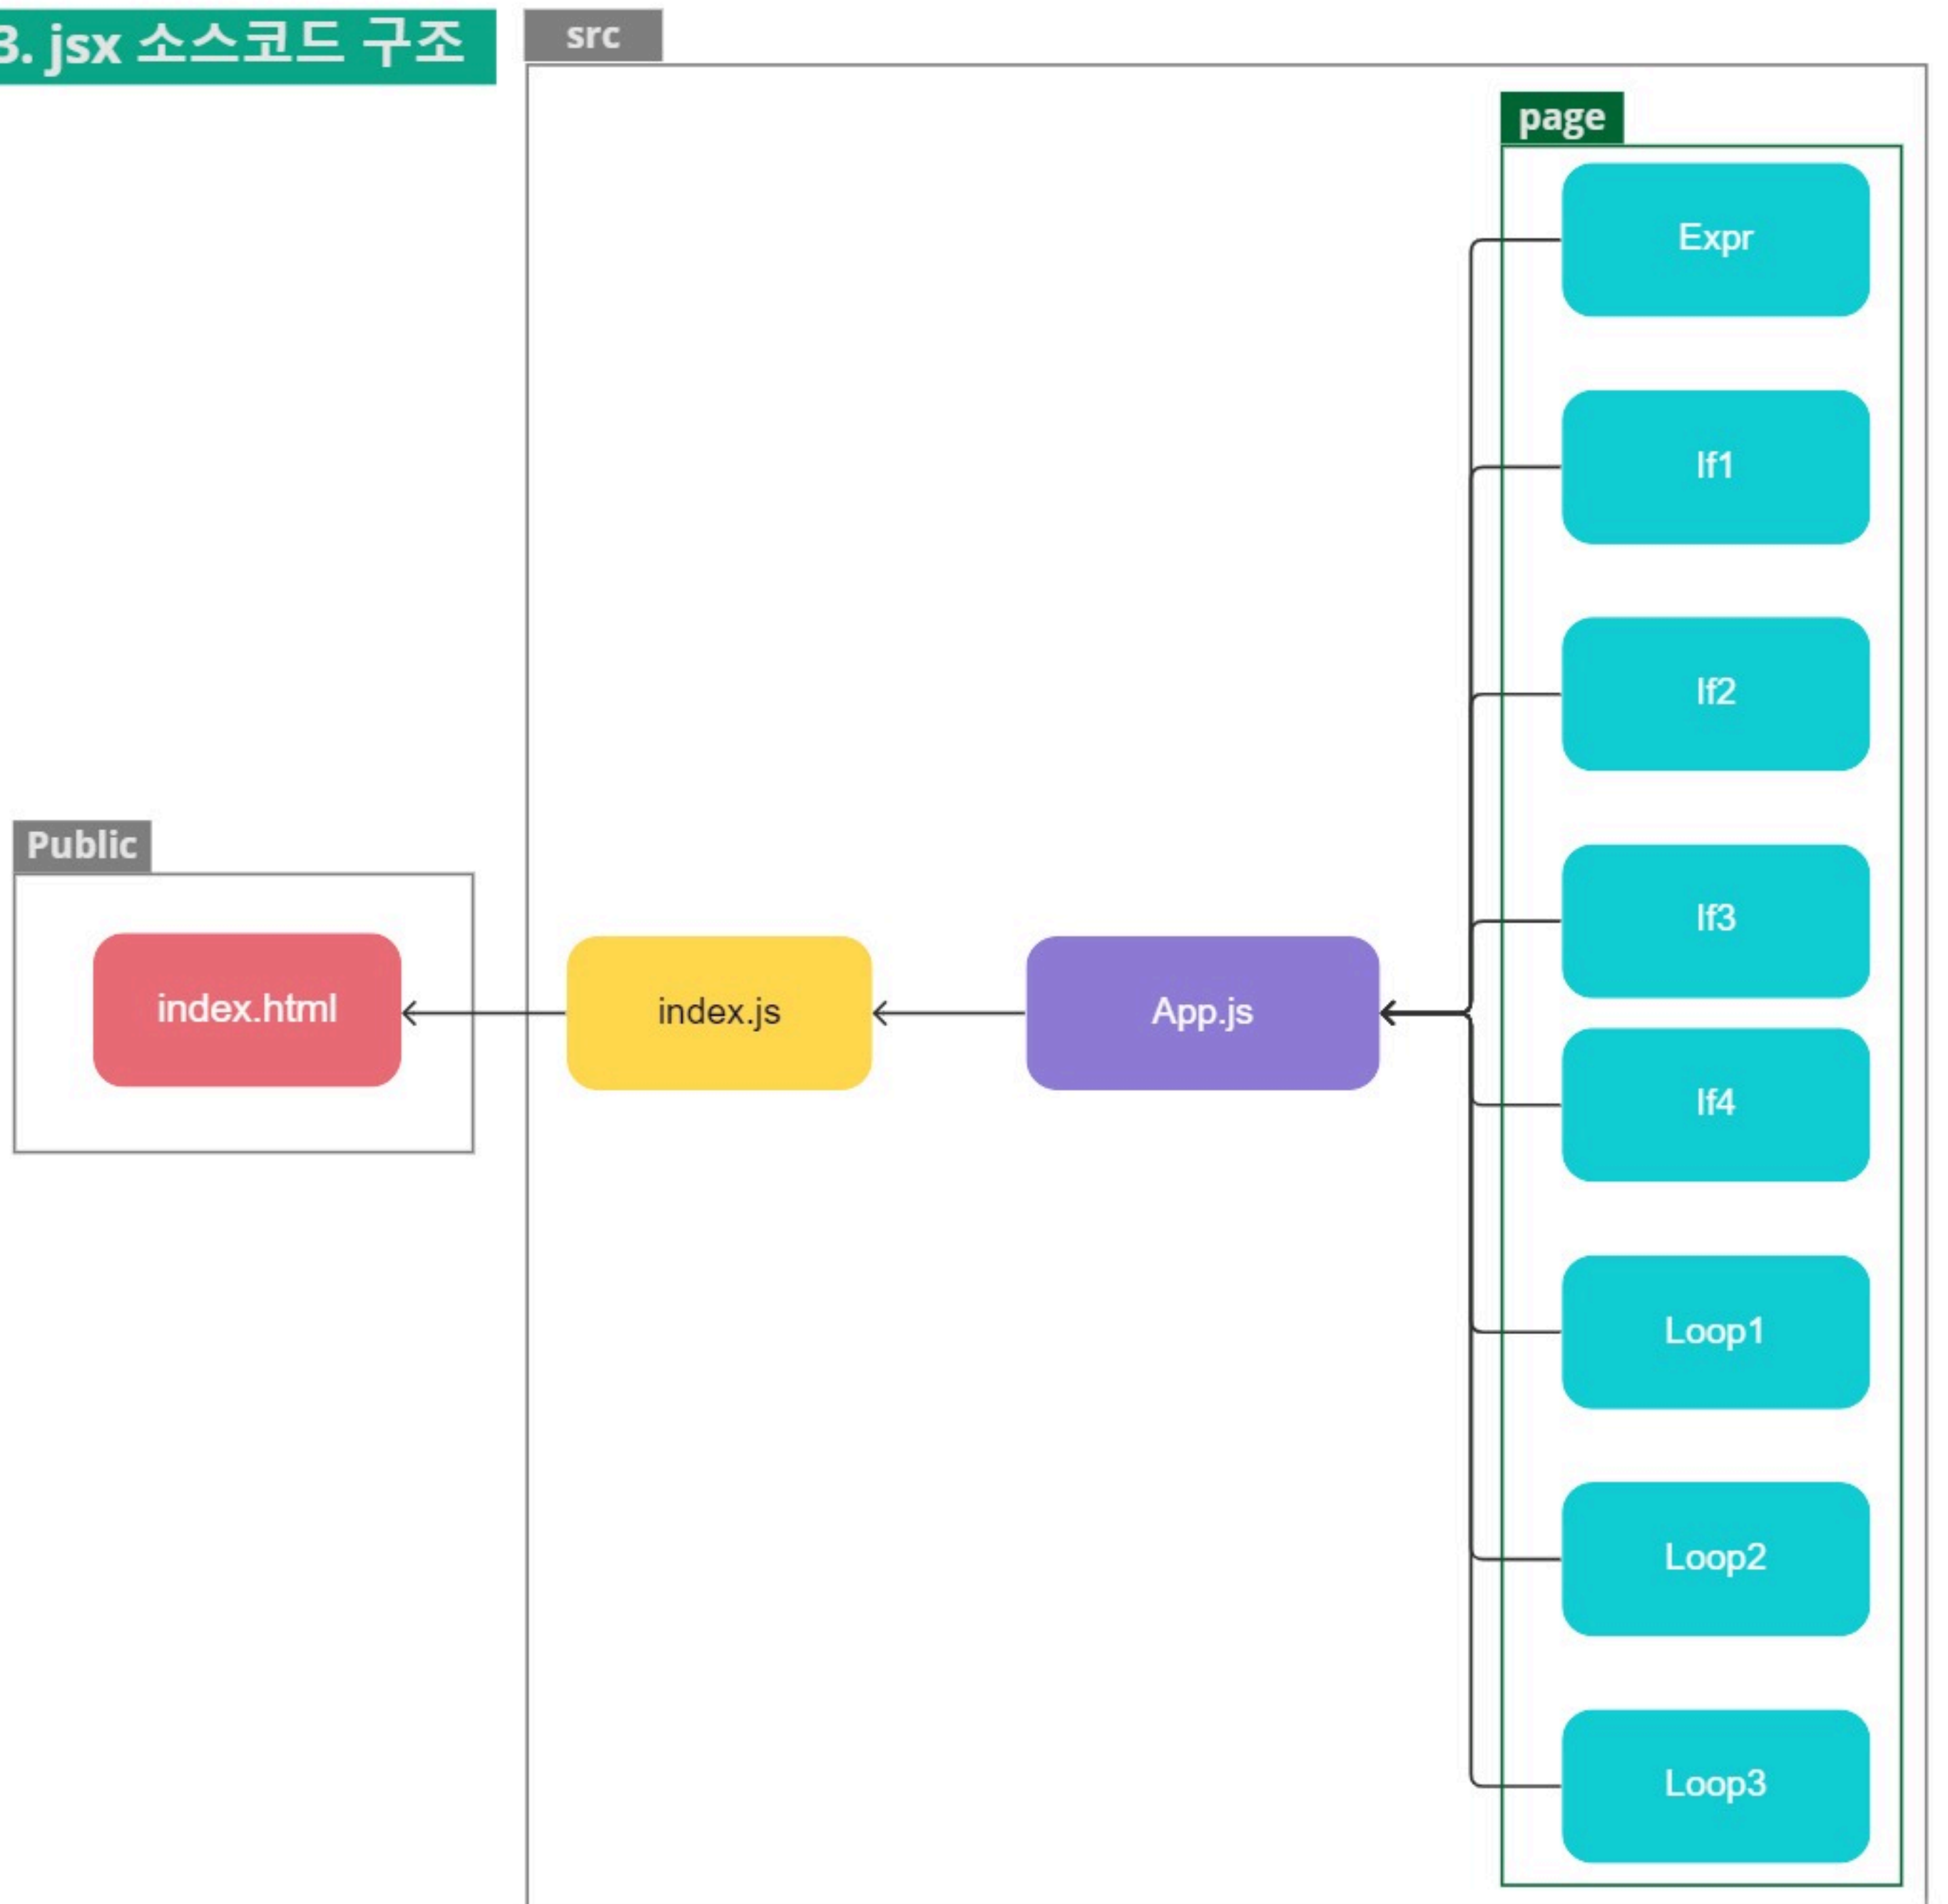 3. jsx 소스코드 구조
src
page
Expr
If1
If2
Public
If3
index.html
index.js
App.js
If4
Loop1
Loop2
Loop3